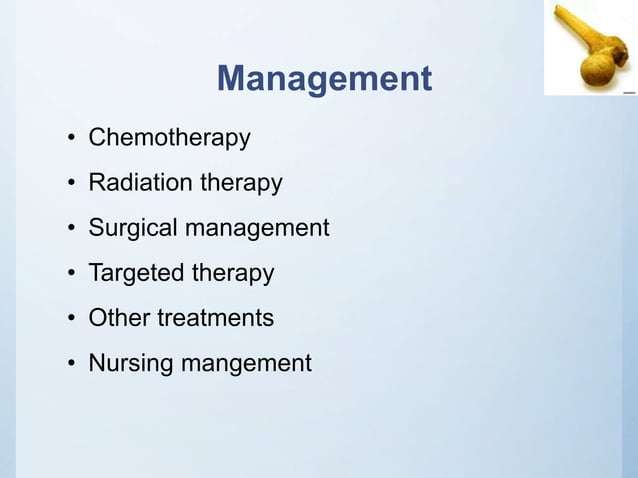 Management
• Chemotherapy
• Radiation therapy
• Surgical management
• Targeted therapy
• Other treatments
• Nursing mangement